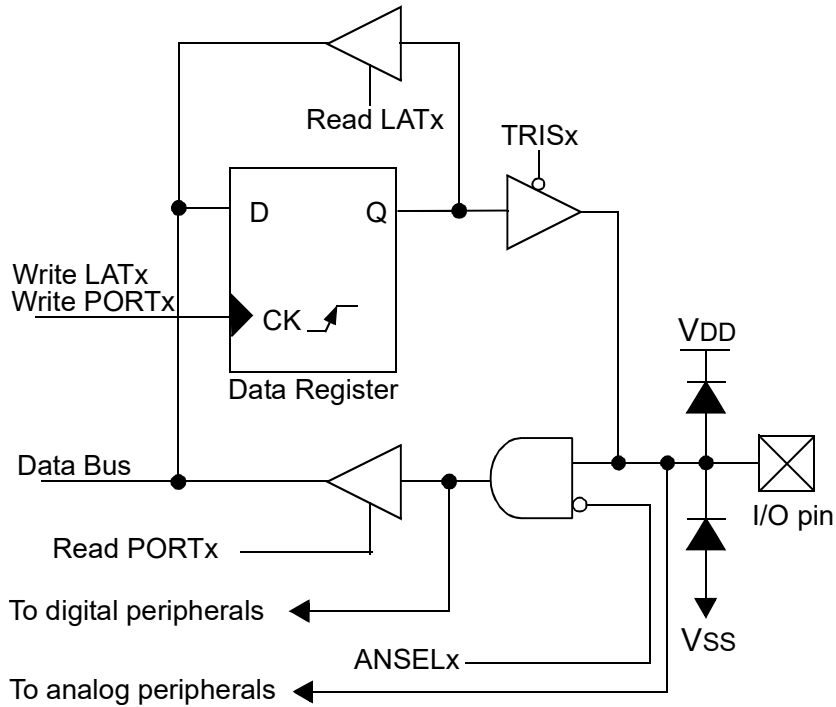 Read LATx
TRISx
D
Q
Write LATx
Write PORTx
CK
VDD
Data Register
Data Bus
I/O pin
Read PORTx
To digital peripherals
VSS
ANSELx
To analog peripherals